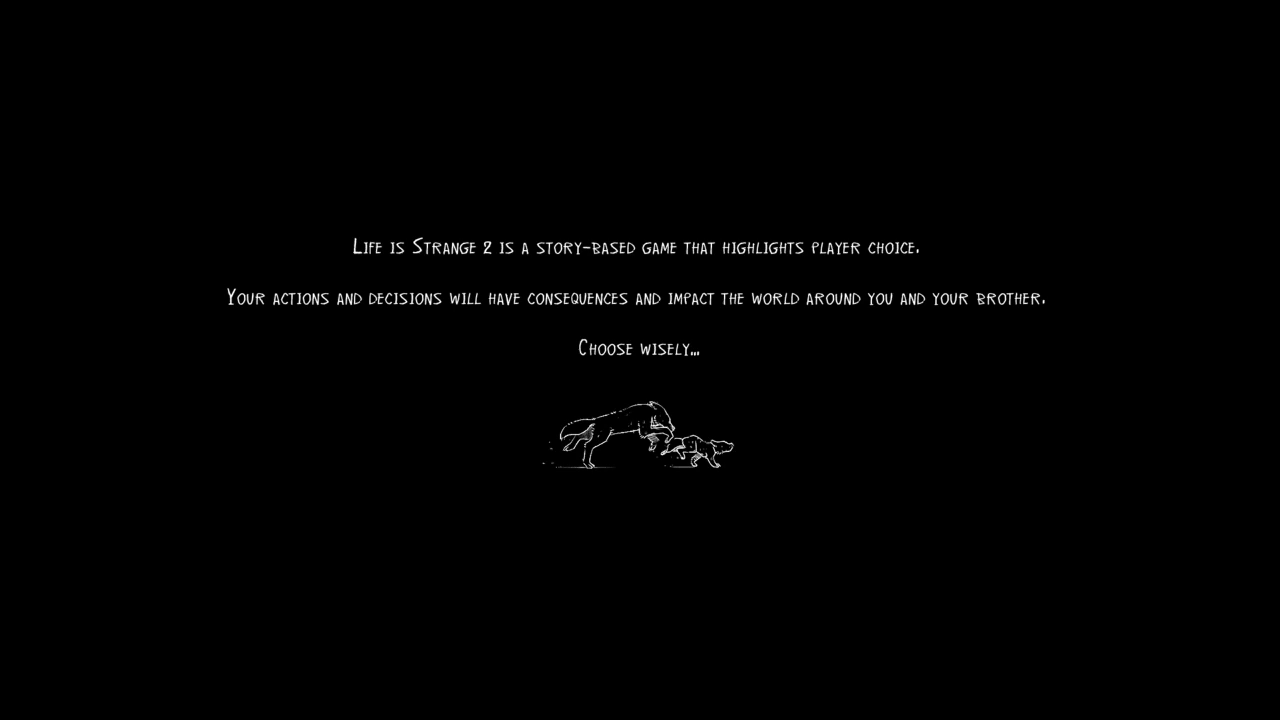 Life is Strange 2 is a story-based game that highlights player choice.
Your actions and decisions will have consequences and impact the world around you and your brother.
Choose wisely...